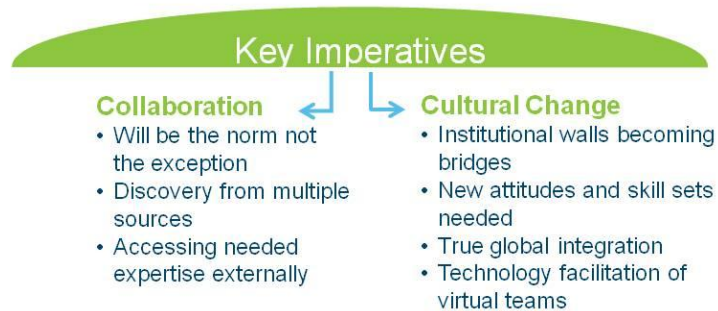 Key Imperatives
Collaboration
• Will be the norm not
the exception
• Discovery from multiple
sources
• Accessing needed
expertise externally
Cultural Change
• Institutional walls becoming
bridges
• New attitudes and skill sets
needed
• True global integration
• Technology facilitation of
virtual teams